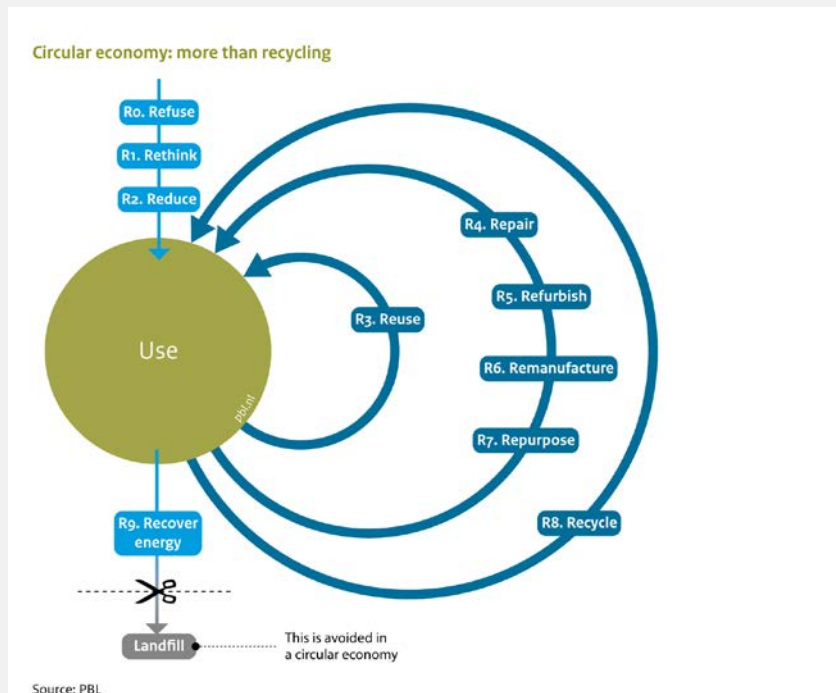 Circular economy: more than recycling
R0. Refuse
R1. Rethink
R2. Reduce
R4. Repair
R5. Refurbish
R3. Reuse
Use
R6. Remanufacture
pbl.nl
R7. Repurpose
R9. Recover
energy
R8. Recycle
Landfill
This is avoided in
a circular economy
Source: PBL